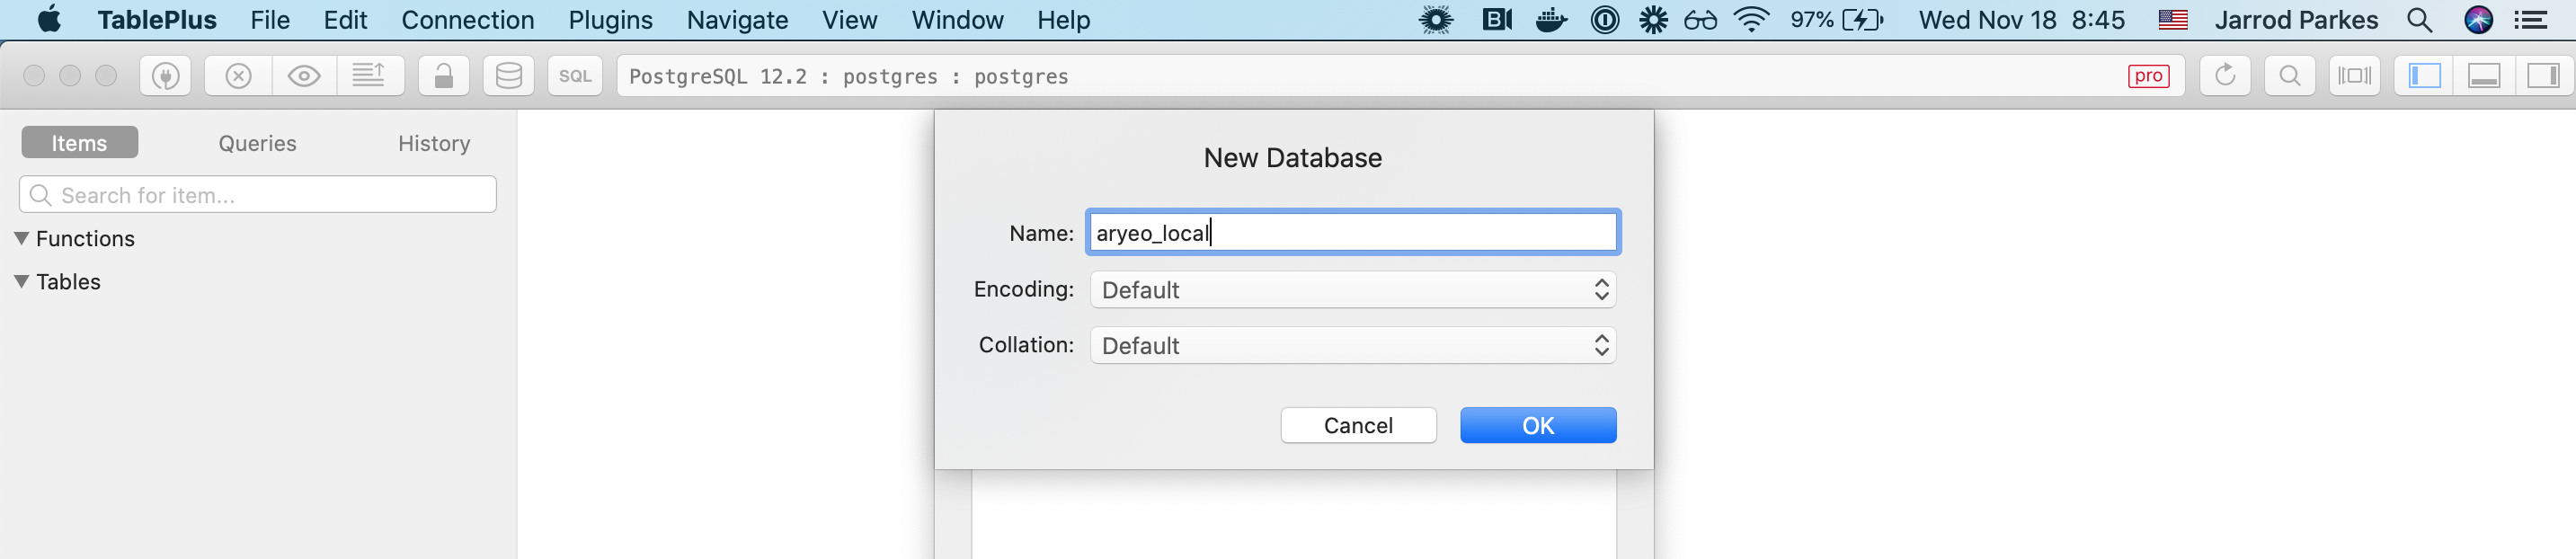 TablePlus File Edit Connection Plugins Navigate View Window Help 97% Wed Nov 18 8:45 Jarrod Parkes
SQL PostgreSQL 12.2 : postgres : postgres pro
Items Queries History
New Database
Search for item...
Name: aryeo_local
Functions
Encoding: Default
Tables
Collation: Default
Cancel OK